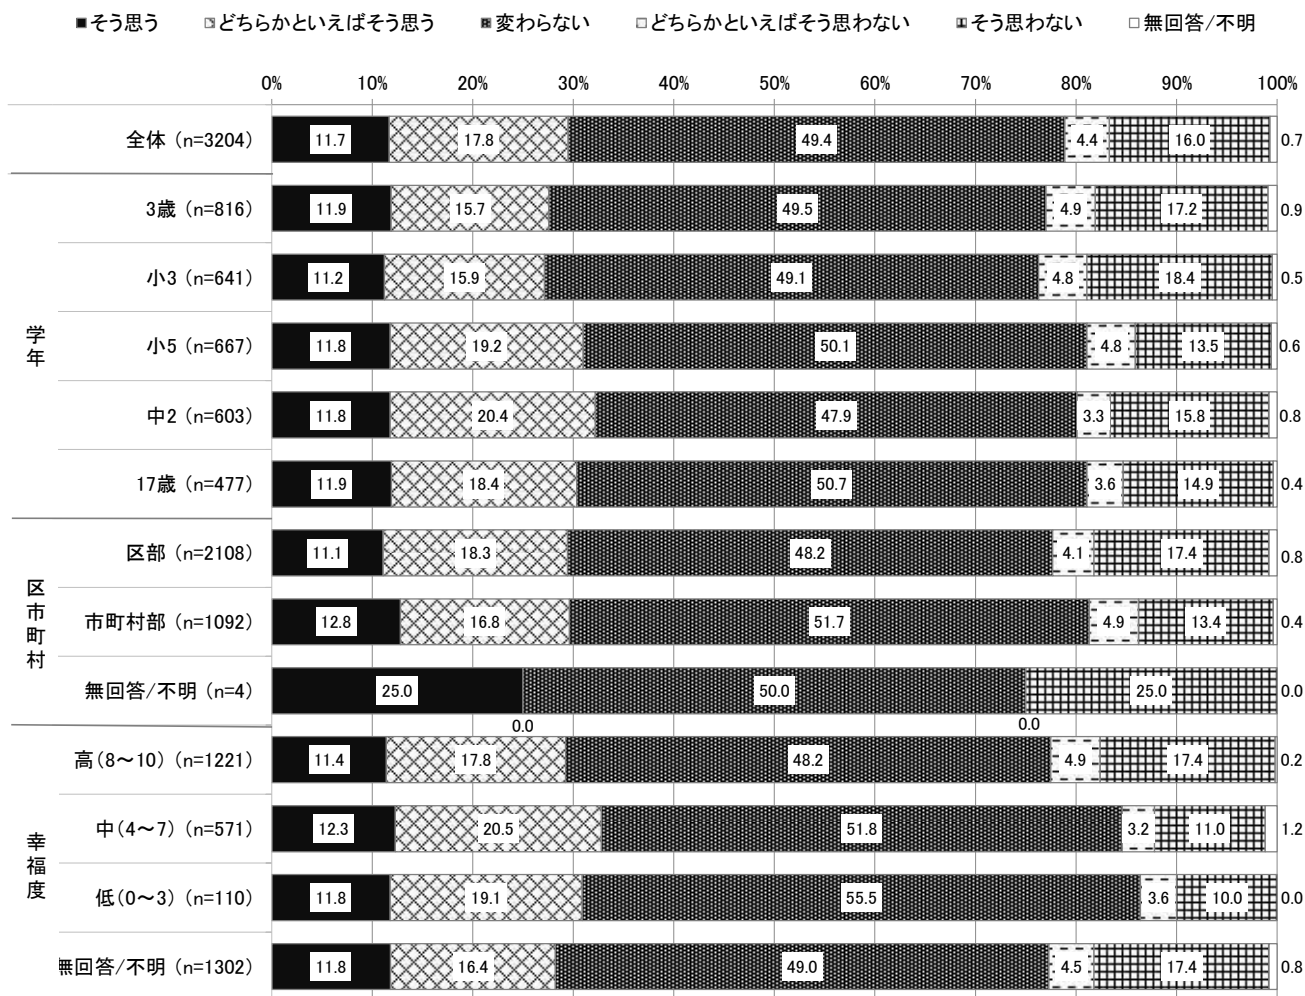 ■そう思う □どちらかといえばそう思う ■変わらない □どちらかといえばそう思わない ■そう思わない □無回答/不明
0% 10% 20% 30% 40% 50% 60% 70% 80% 90% 100%
全体 (n=3204) 11.7 17.8 49.4 4.4 16.0 0.7
学年
3歳 (n=816) 11.9 15.7 49.5 4.9 17.2 0.9
小3 (n=641) 11.2 15.9 49.1 4.8 18.4 0.5
小5 (n=667) 11.8 19.2 50.1 4.8 13.5 0.6
中2 (n=603) 11.8 20.4 47.9 3.3 15.8 0.8
17歳 (n=477) 11.9 18.4 50.7 3.6 14.9 0.4
区市町村
区部 (n=2108) 11.1 18.3 48.2 4.1 17.4 0.8
市町村部 (n=1092) 12.8 16.8 51.7 4.9 13.4 0.4
無回答/不明 (n=4) 25.0 50.0 25.0 0.0
0.0 0.0
幸福度
高(8~10) (n=1221) 11.4 17.8 48.2 4.9 17.4 0.2
中(4~7) (n=571) 12.3 20.5 51.8 3.2 11.0 1.2
低(0~3) (n=110) 11.8 19.1 55.5 3.6 10.0 0.0
無回答/不明 (n=1302) 11.8 16.4 49.0 4.5 17.4 0.8